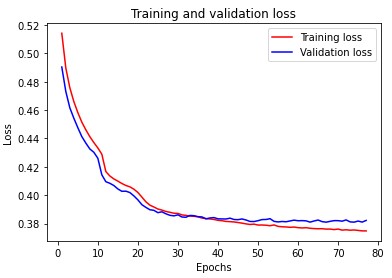 Training and validation loss
0.52
0.50
0.48
0.46
0.44
0.42
0.40
0.38
Loss
Training loss
Validation loss
0 10 20 30 40 50 60 70 80
Epochs